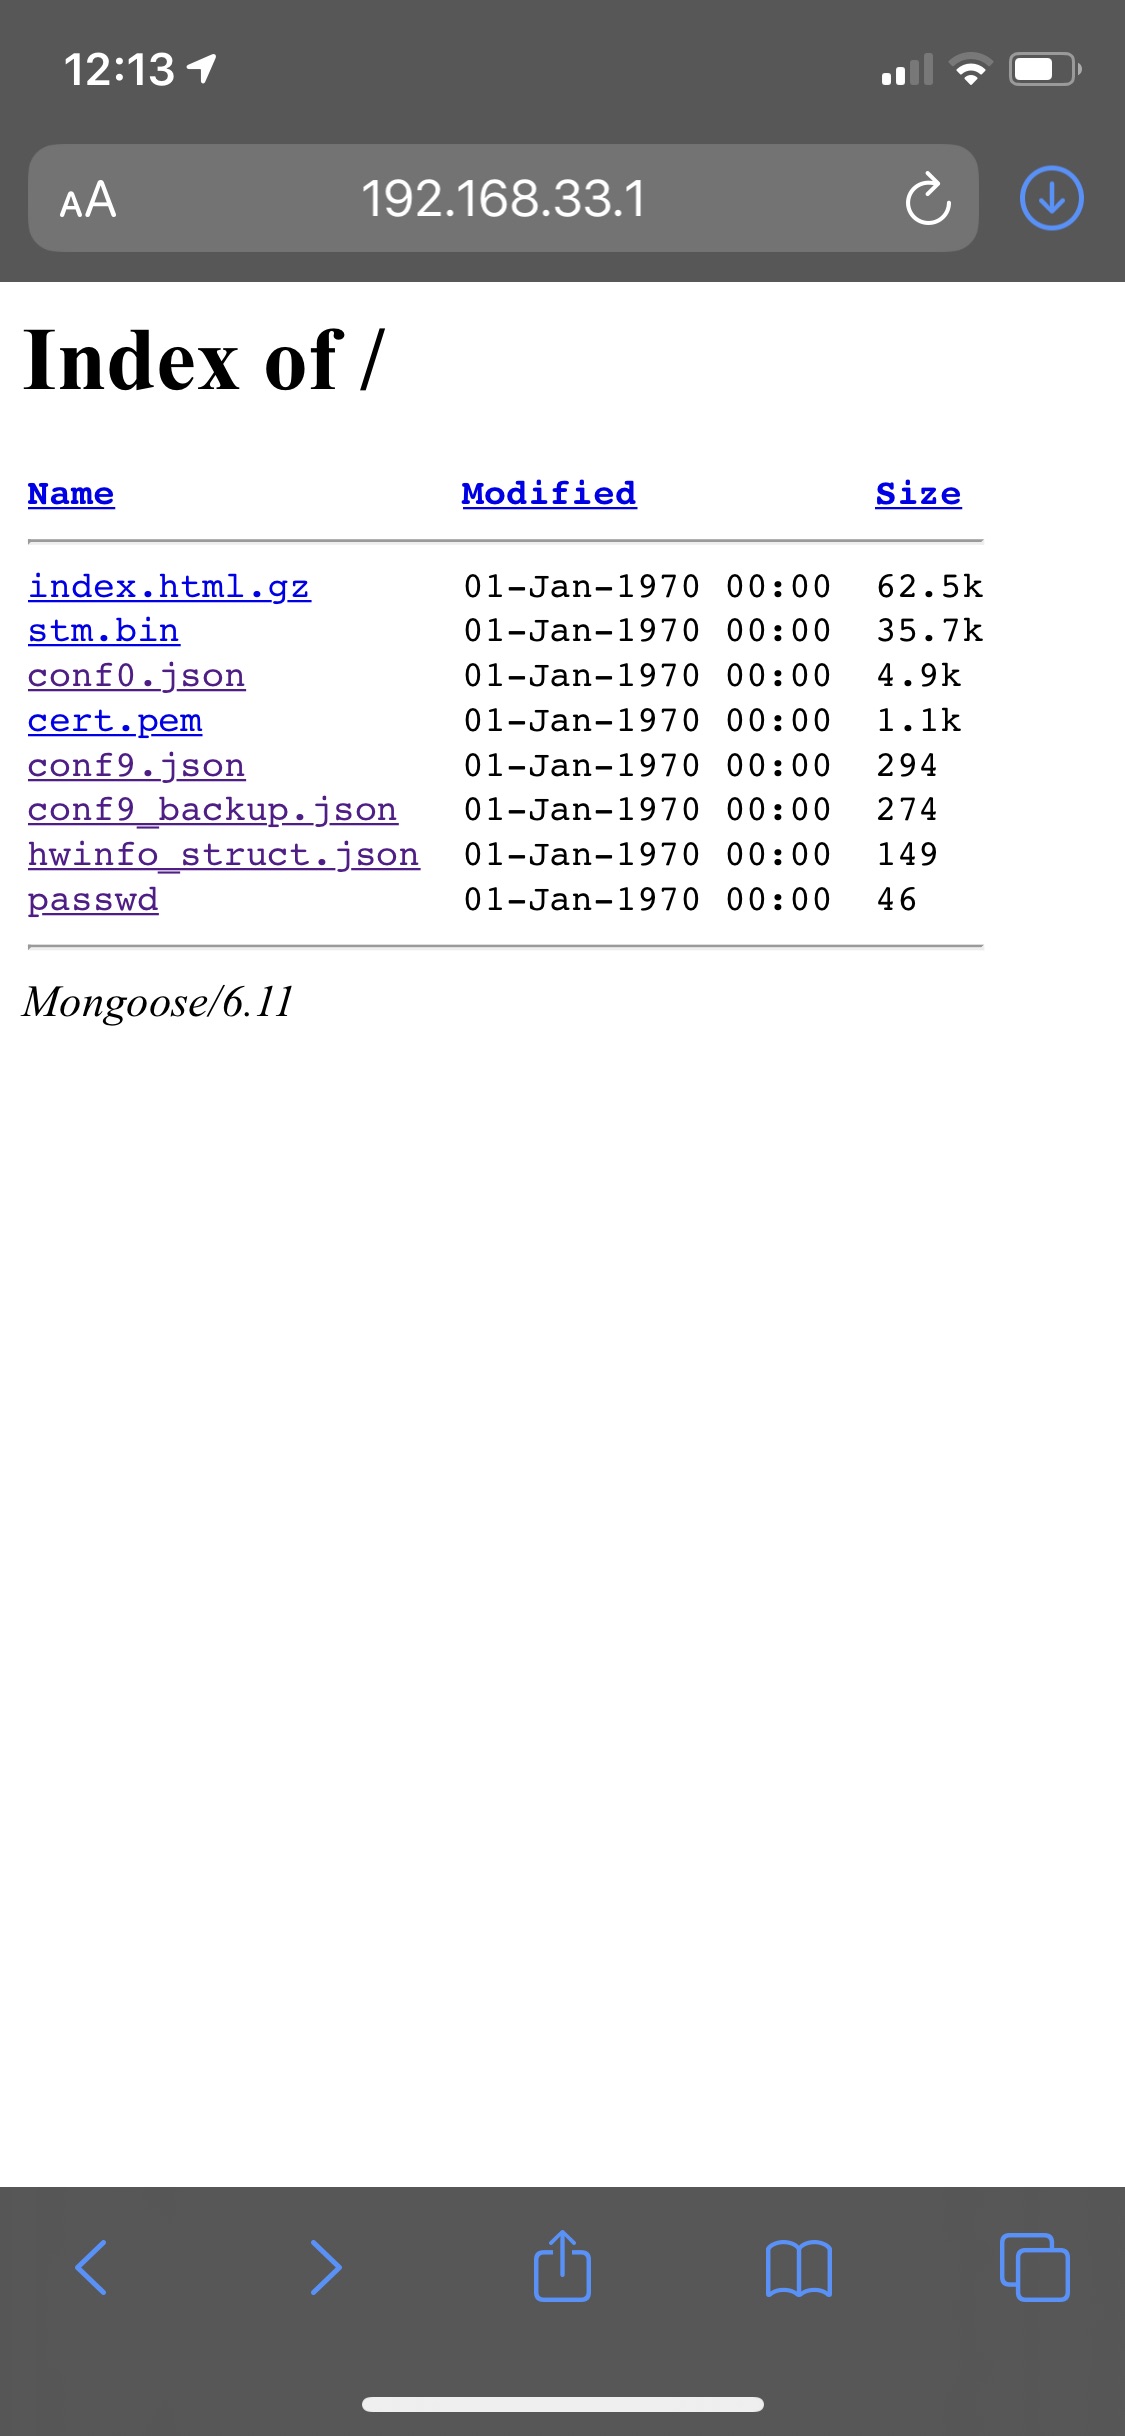 12:13
AA 192.168.33.1
Index of /
Name Modified Size
index.html.gz 01-Jan-1970 00:00 62.5k
stm.bin 01-Jan-1970 00:00 35.7k
conf0.json 01-Jan-1970 00:00 4.9k
cert.pem 01-Jan-1970 00:00 1.1k
conf9.json 01-Jan-1970 00:00 294
conf9_backup.json 01-Jan-1970 00:00 274
hwinfo_struct.json 01-Jan-1970 00:00 149
passwd 01-Jan-1970 00:00 46
Mongoose/6.11